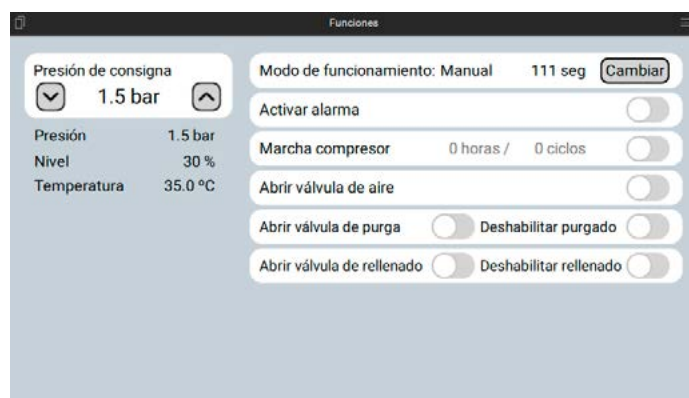 Funciones
Presión de consigna
1.5 bar
Presión 1.5 bar
Nivel 30 %
Temperatura 35.0 ºC
Modo de funcionamiento: Manual 111 seg Cambiar
Activar alarma
Marcha compresor 0 horas / 0 ciclos
Abrir válvula de aire
Abrir válvula de purga Deshabilitar purgado
Abrir válvula de rellenado Deshabilitar rellenado